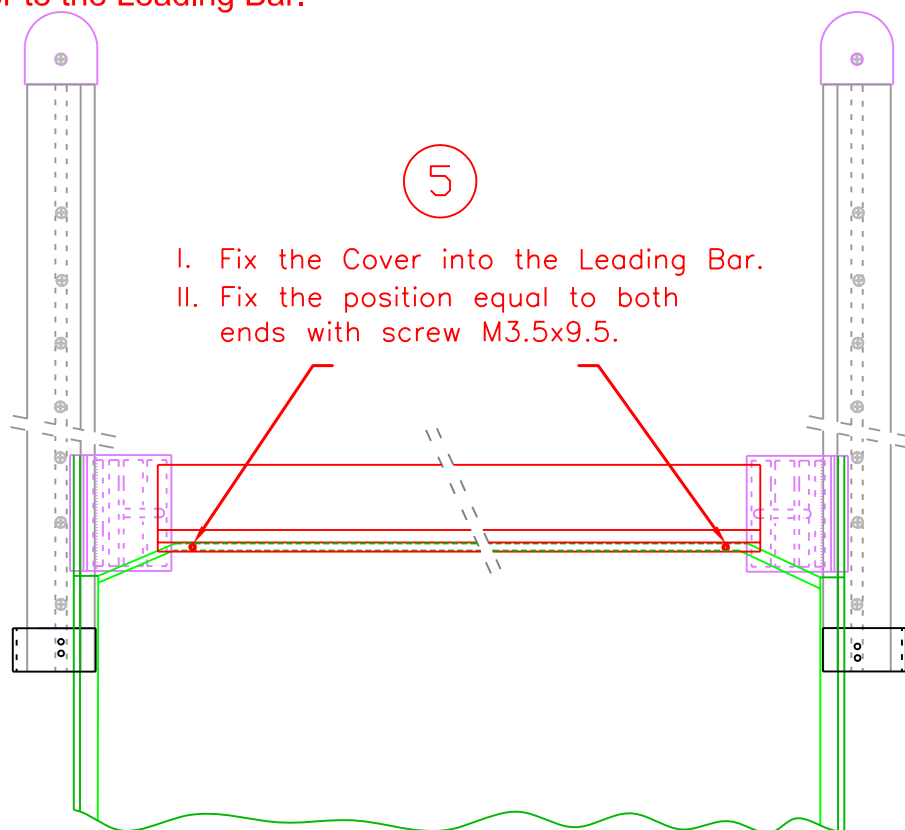 to the Leading Bar.
5
I. Fix the Cover into the Leading Bar.
II. Fix the position equal to both
ends with screw M3.5x9.5.